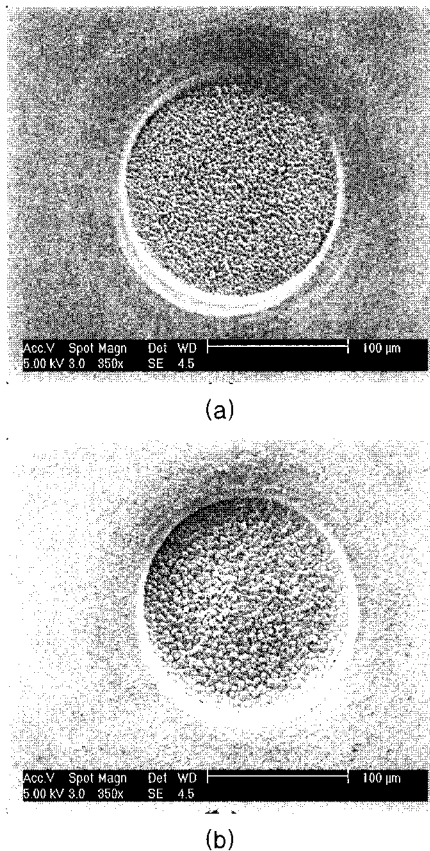 Acc.V Spot Magn Det WD 100 µm
5.00 kV 3.0 350x SE 4.5
(a)
Acc.V Spot Magn Det WD 100 µm
5.00 kV 3.0 350x SE 4.5
(b)